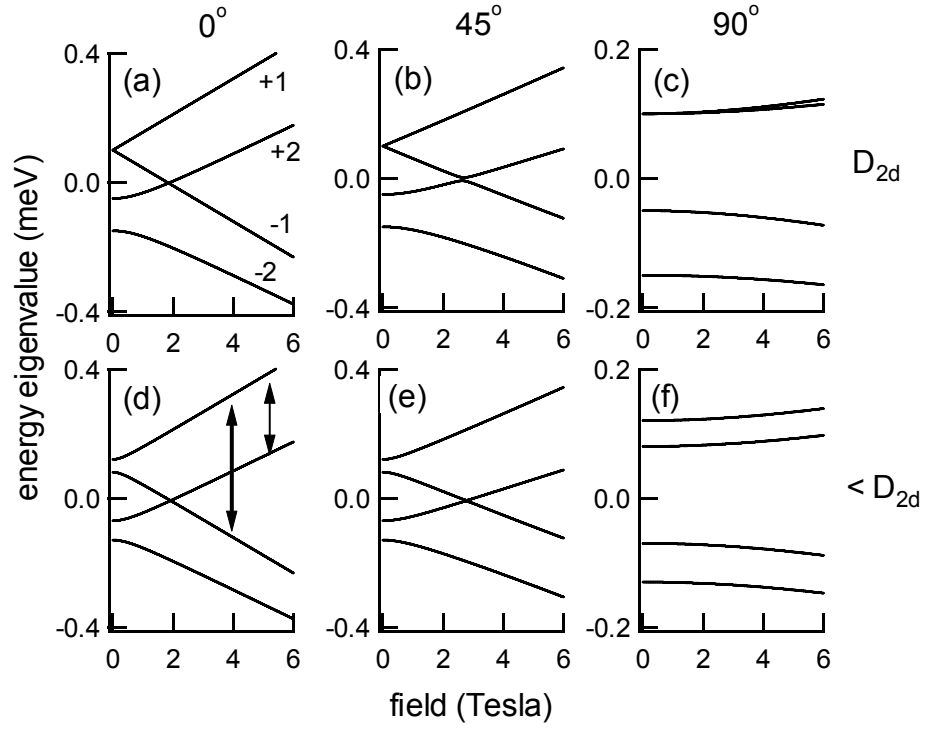 0° 45° 90°
0.4 0.4 0.2
(a) (b) (c)
+1
+2
-1
-2
0.0 0.0 0.0
D2d
-0.4 -0.4 -0.2
0 2 4 6 0 2 4 6 0 2 4 6
0.4 0.4 0.2
(d) (e) (f)
0.0 0.0 0.0
< D2d
-0.4 -0.4 -0.2
0 2 4 6 0 2 4 6 0 2 4 6
energy eigenvalue (meV)
field (Tesla)